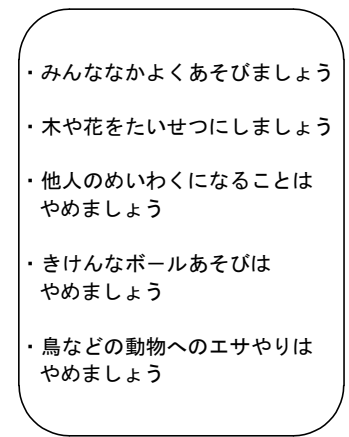 ・みんななかよくあそびましょう
・木や花をたいせつにしましょう
・他人のめいわくになることは
やめましょう
・きけんなボールあそびは
やめましょう
・鳥などの動物へのエサやりは
やめましょう